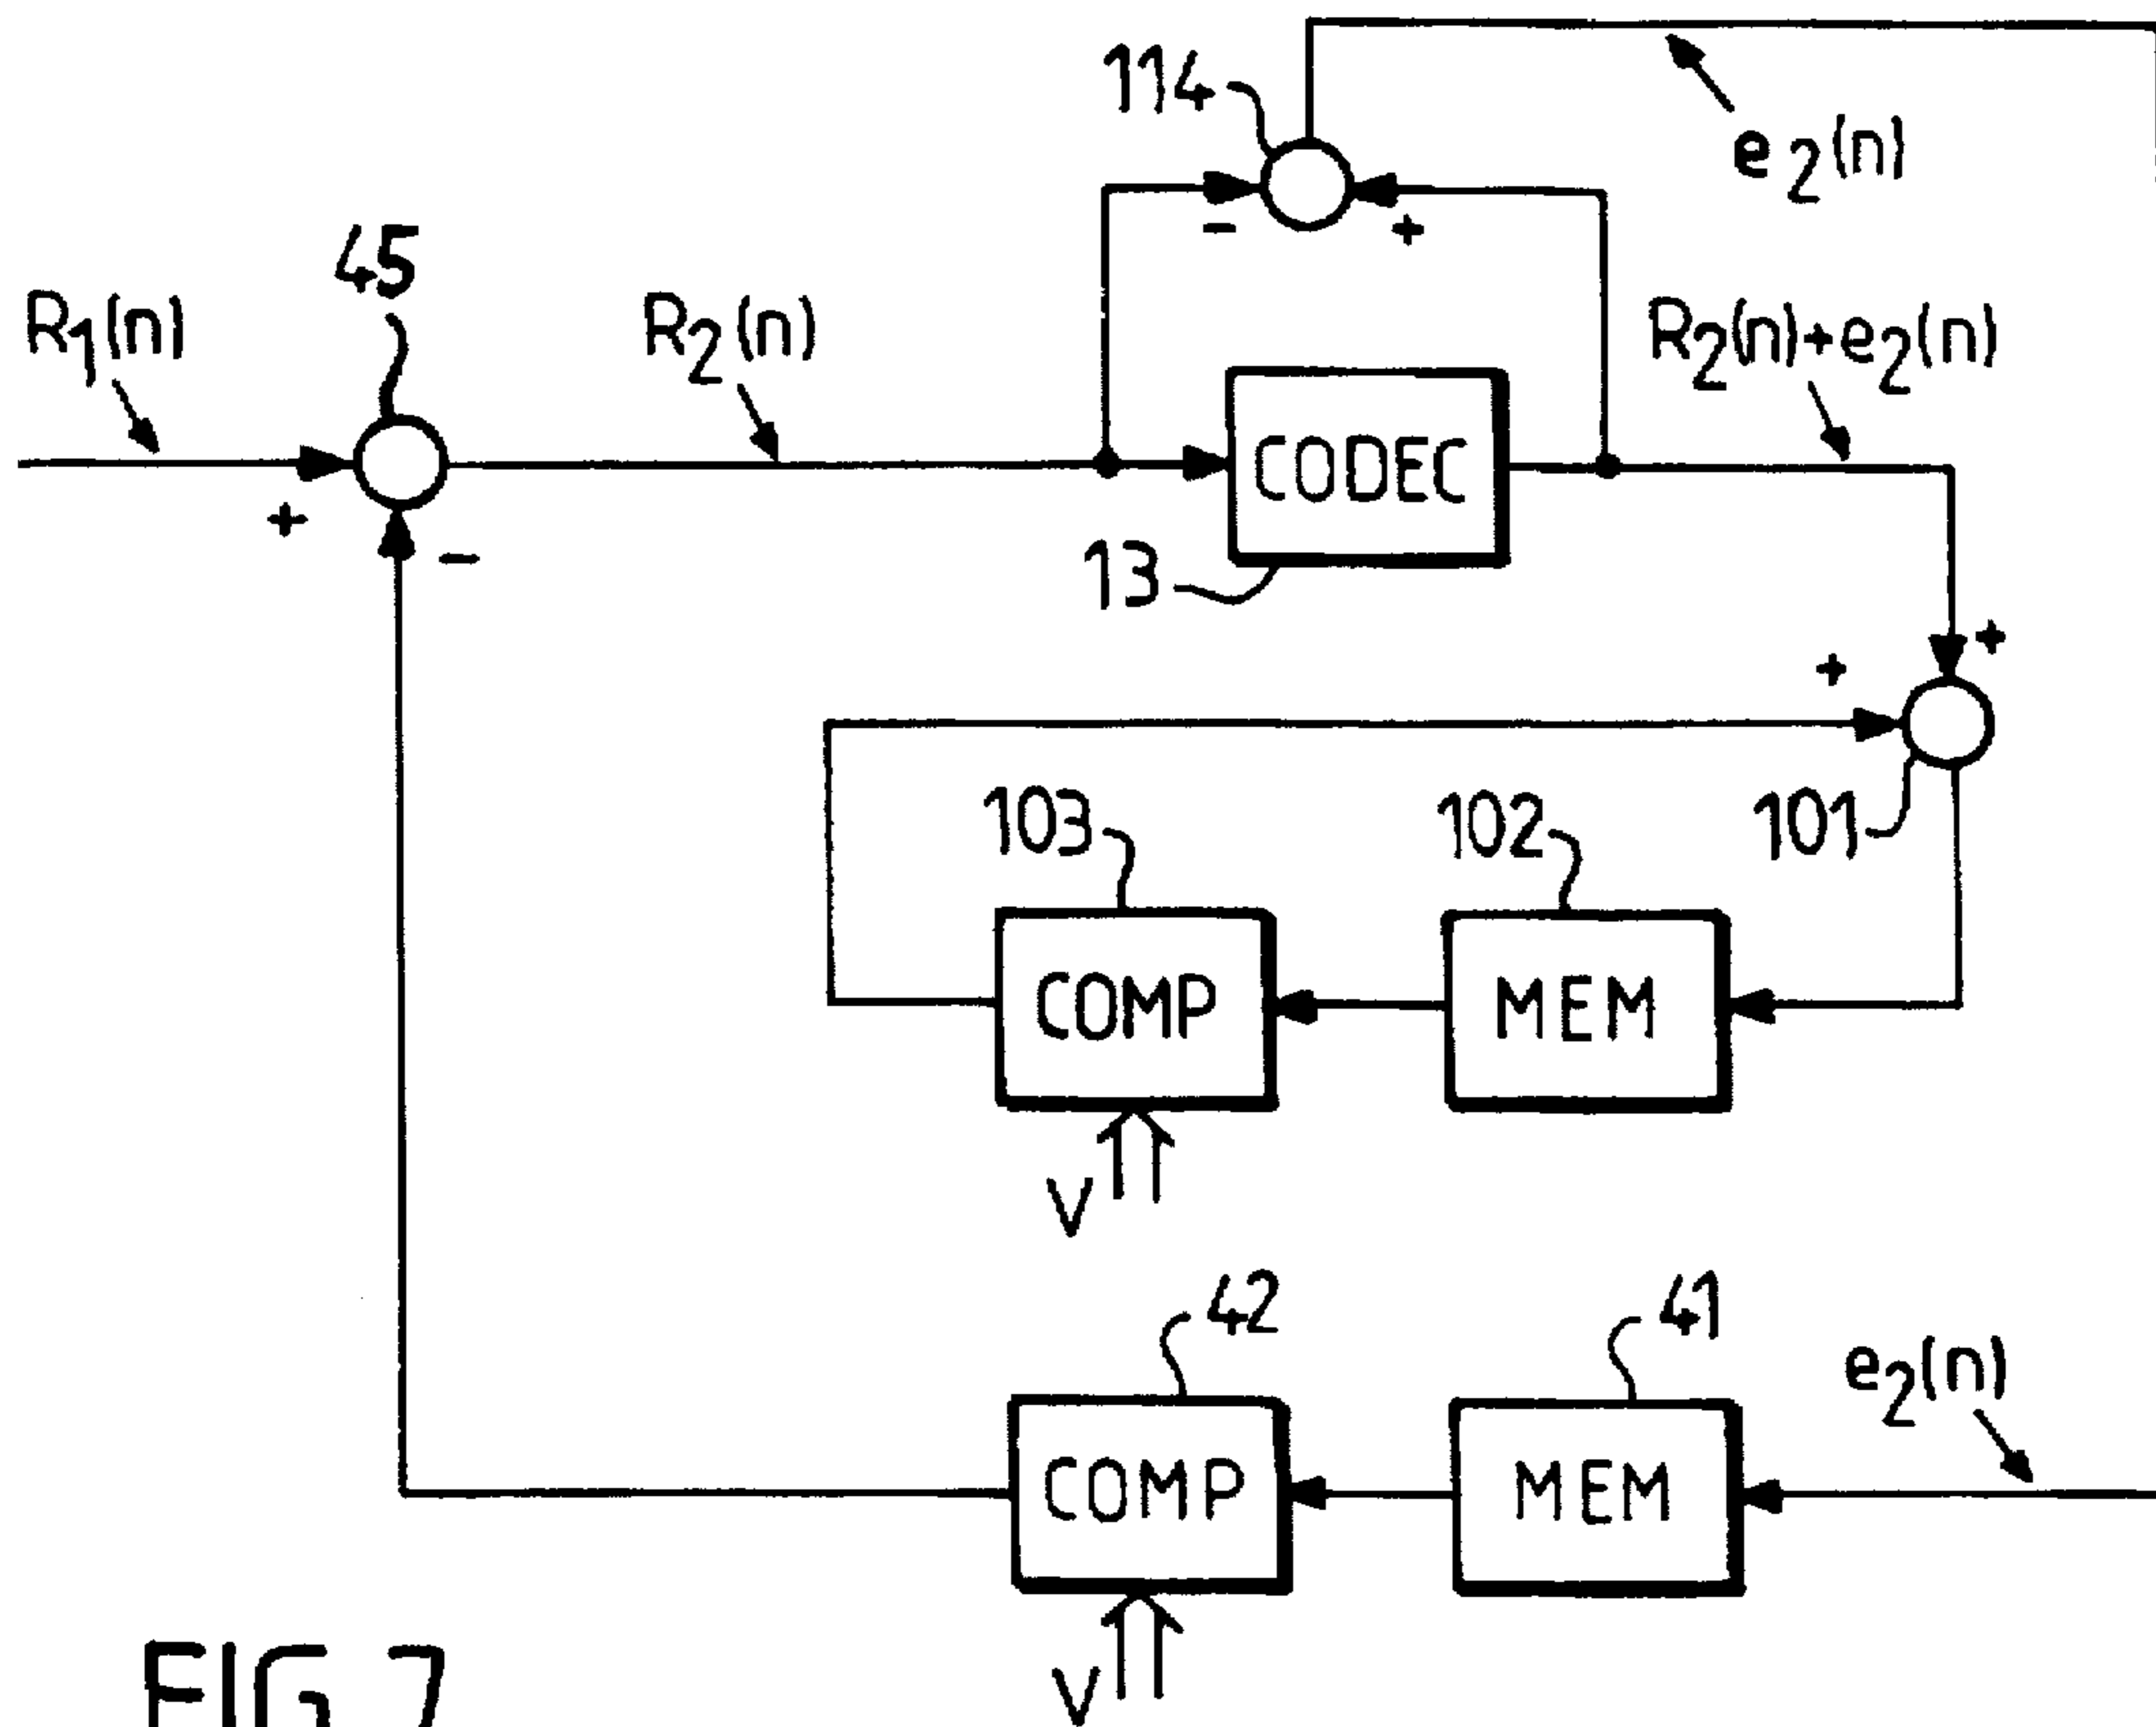 114
e2(n)
45
R1(n)
R2(n)
R2(n)+e2(n)
-
+
CODEC
+
-
13
+
+
103
102
101
COMP
MEM
V
42
41
e2(n)
COMP
MEM
V
FIG.7